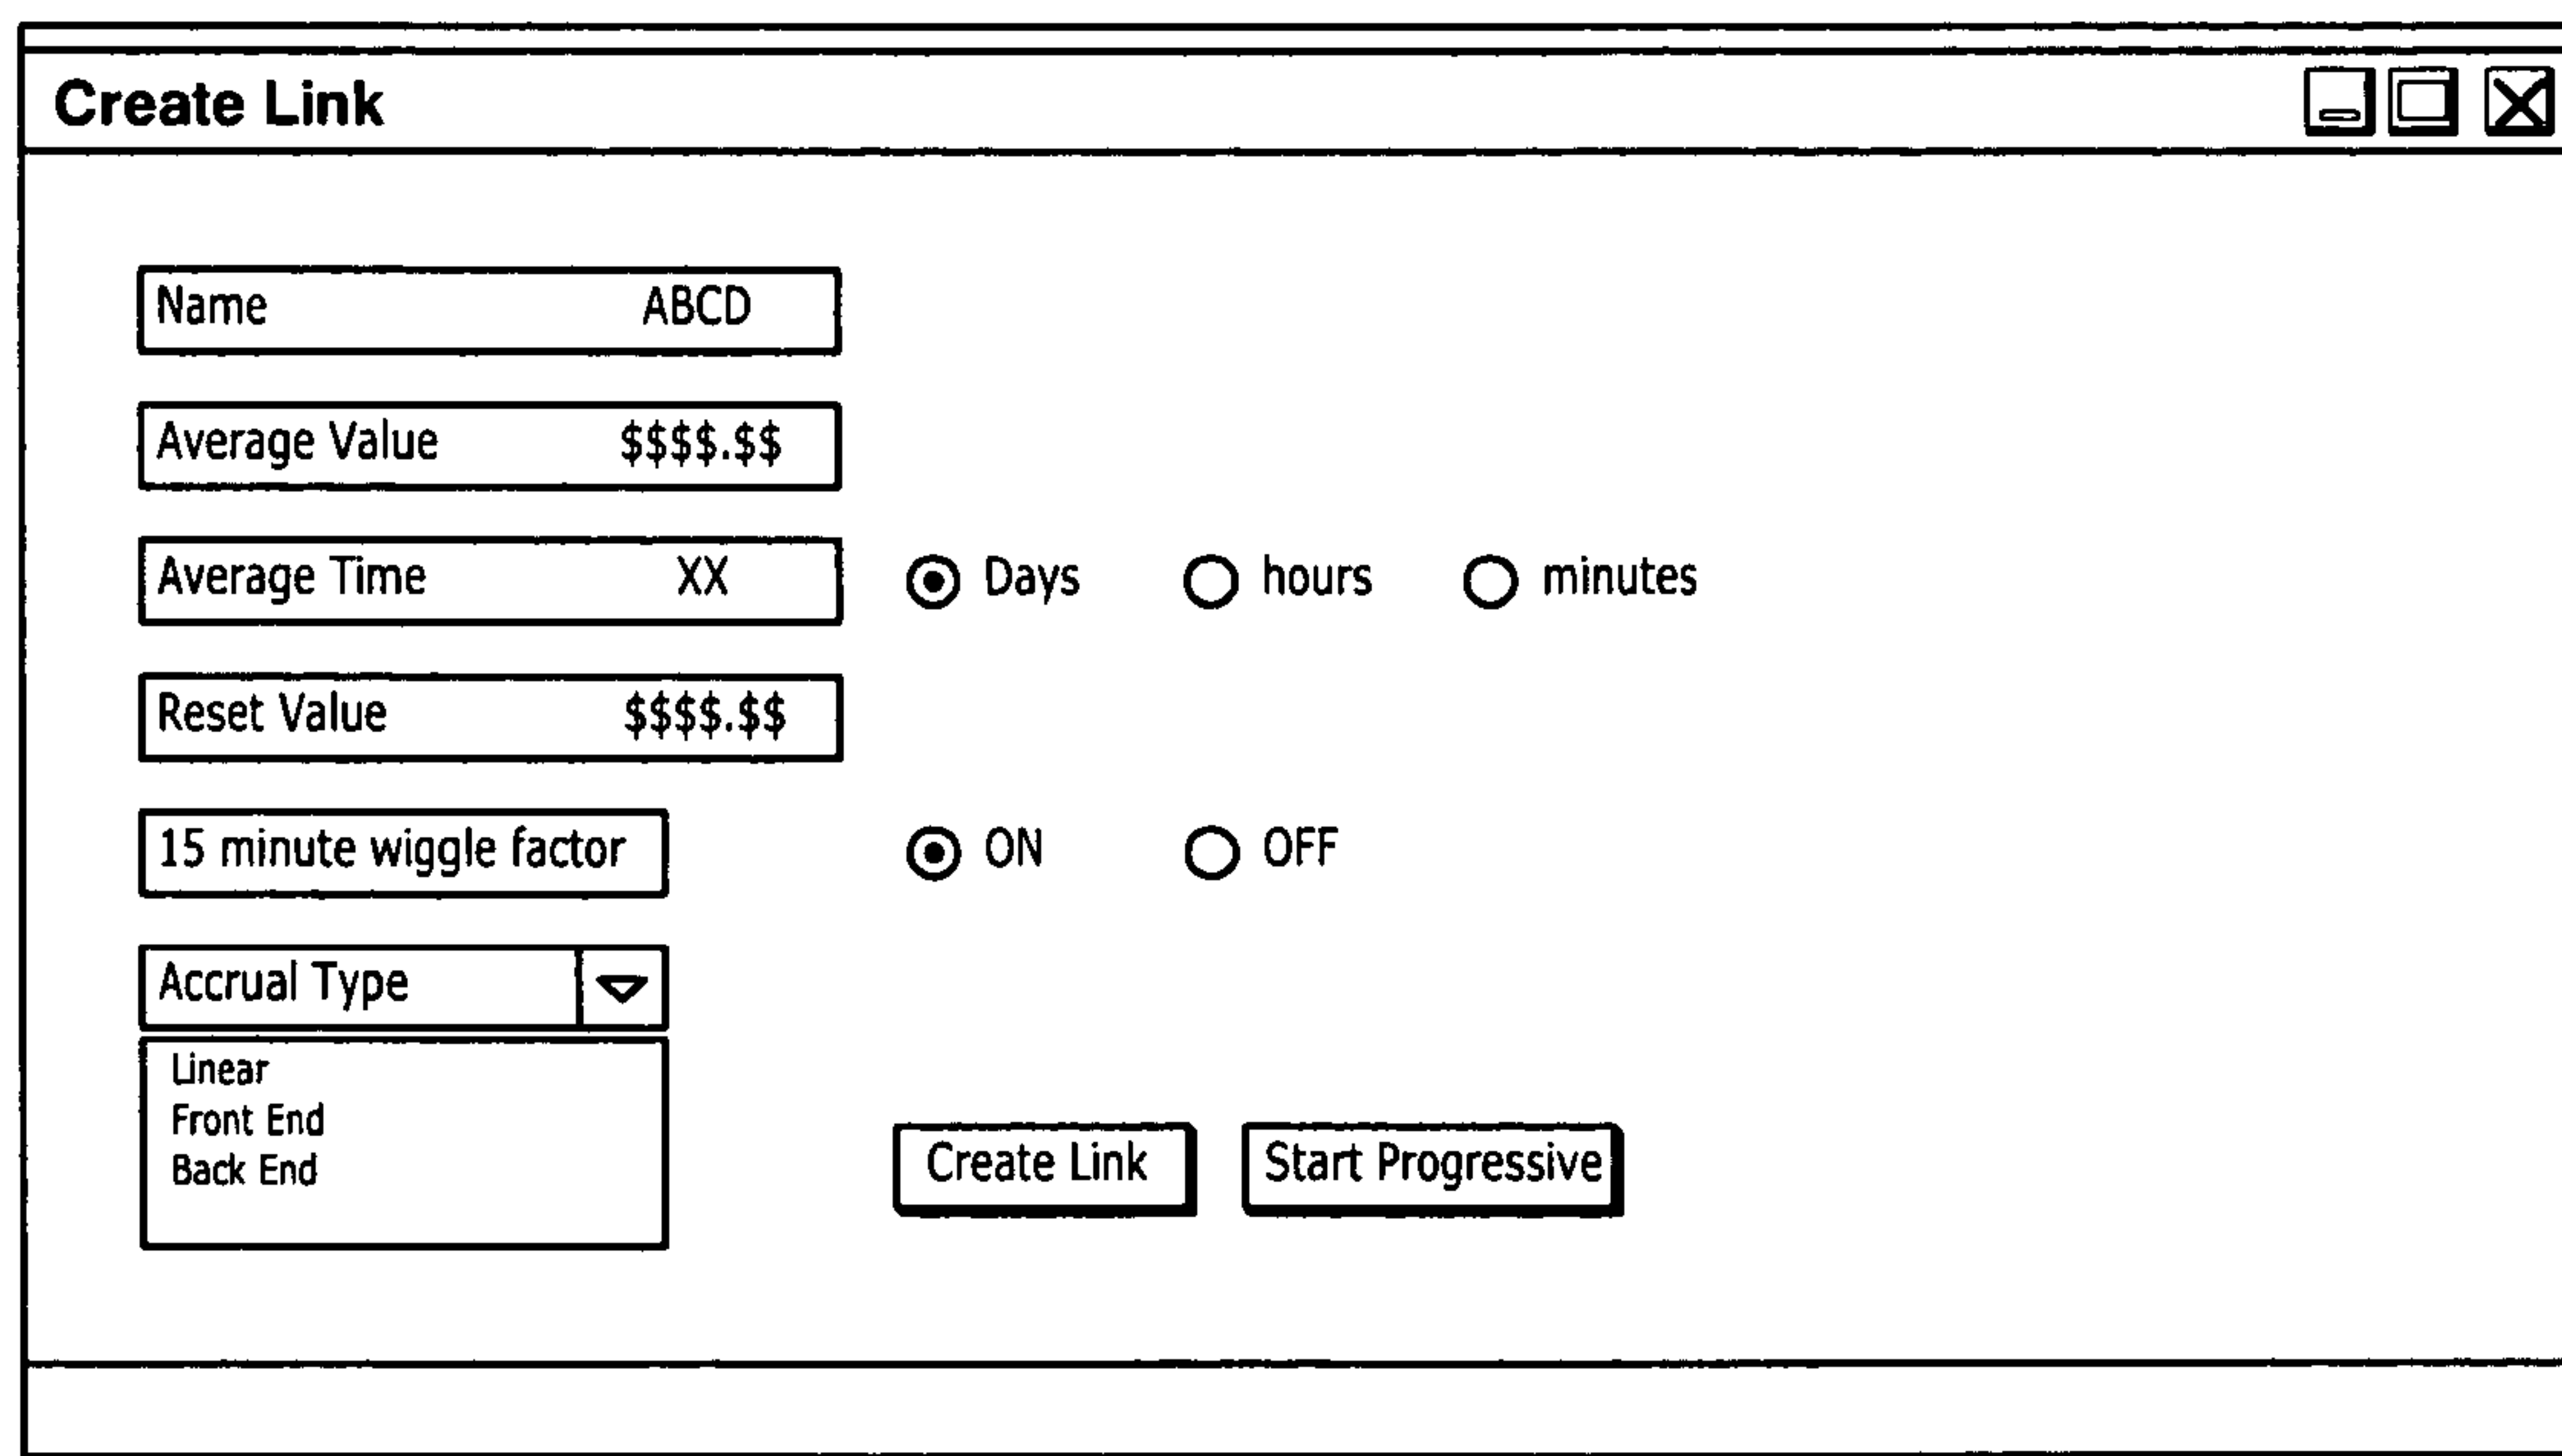 Create Link
Name ABCD
Average Value $$$$.$$
Average Time XX Days hours minutes
Reset Value $$$$.$$
15 minute wiggle factor ON OFF
Accrual Type
Linear
Front End
Back End
Create Link Start Progressive